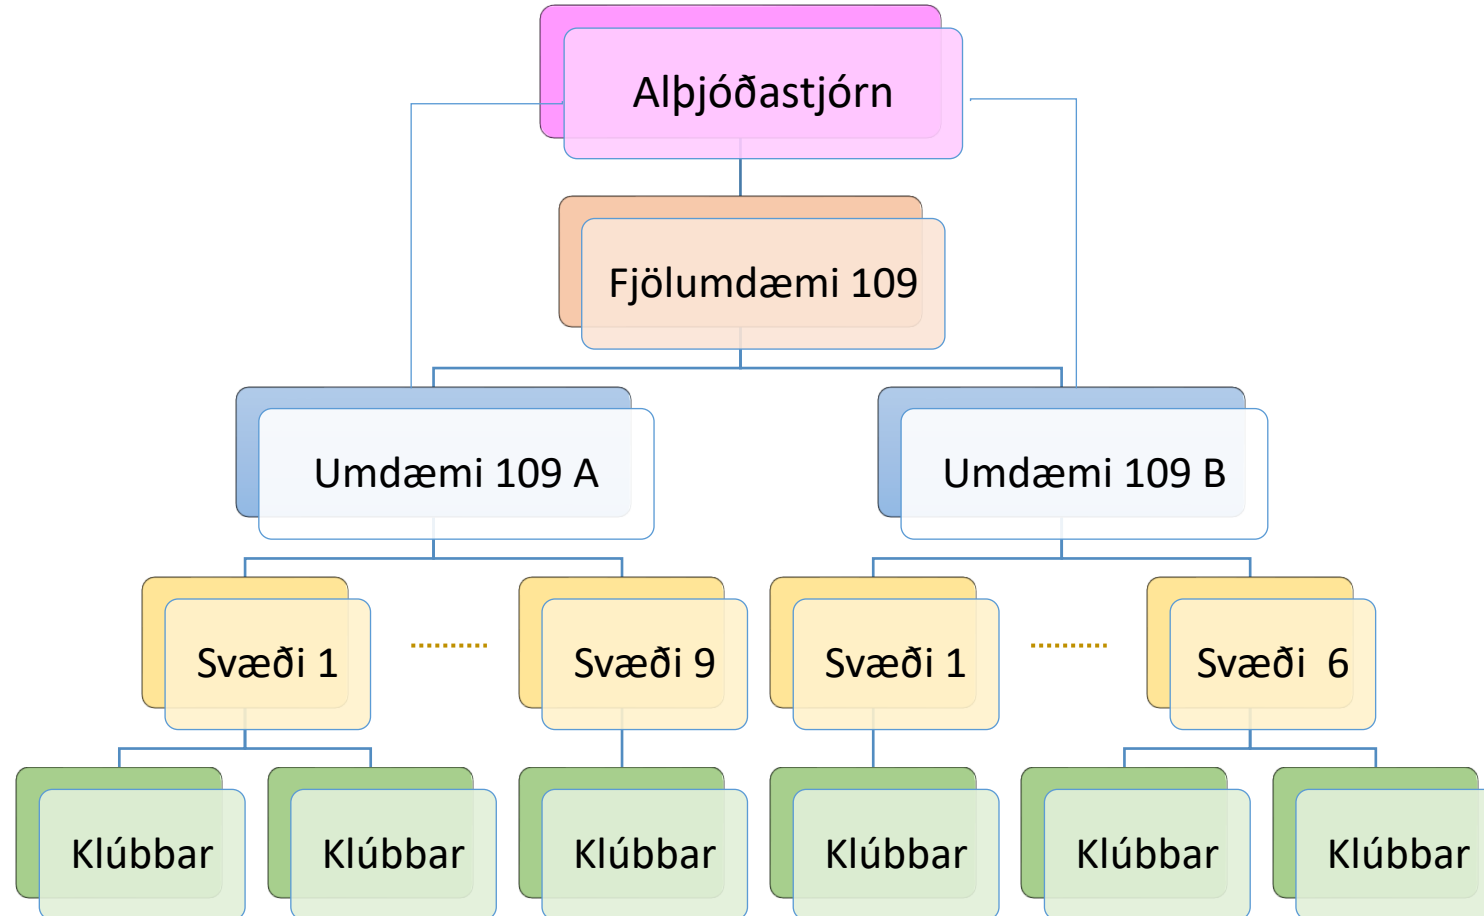 Alþjóðastjórn
Fjölumdæmi 109
Umdæmi 109 A
Umdæmi 109 B
Svæði 1
Svæði 9
Svæði 1
Svæði 6
Klúbbar
Klúbbar
Klúbbar
Klúbbar
Klúbbar
Klúbbar